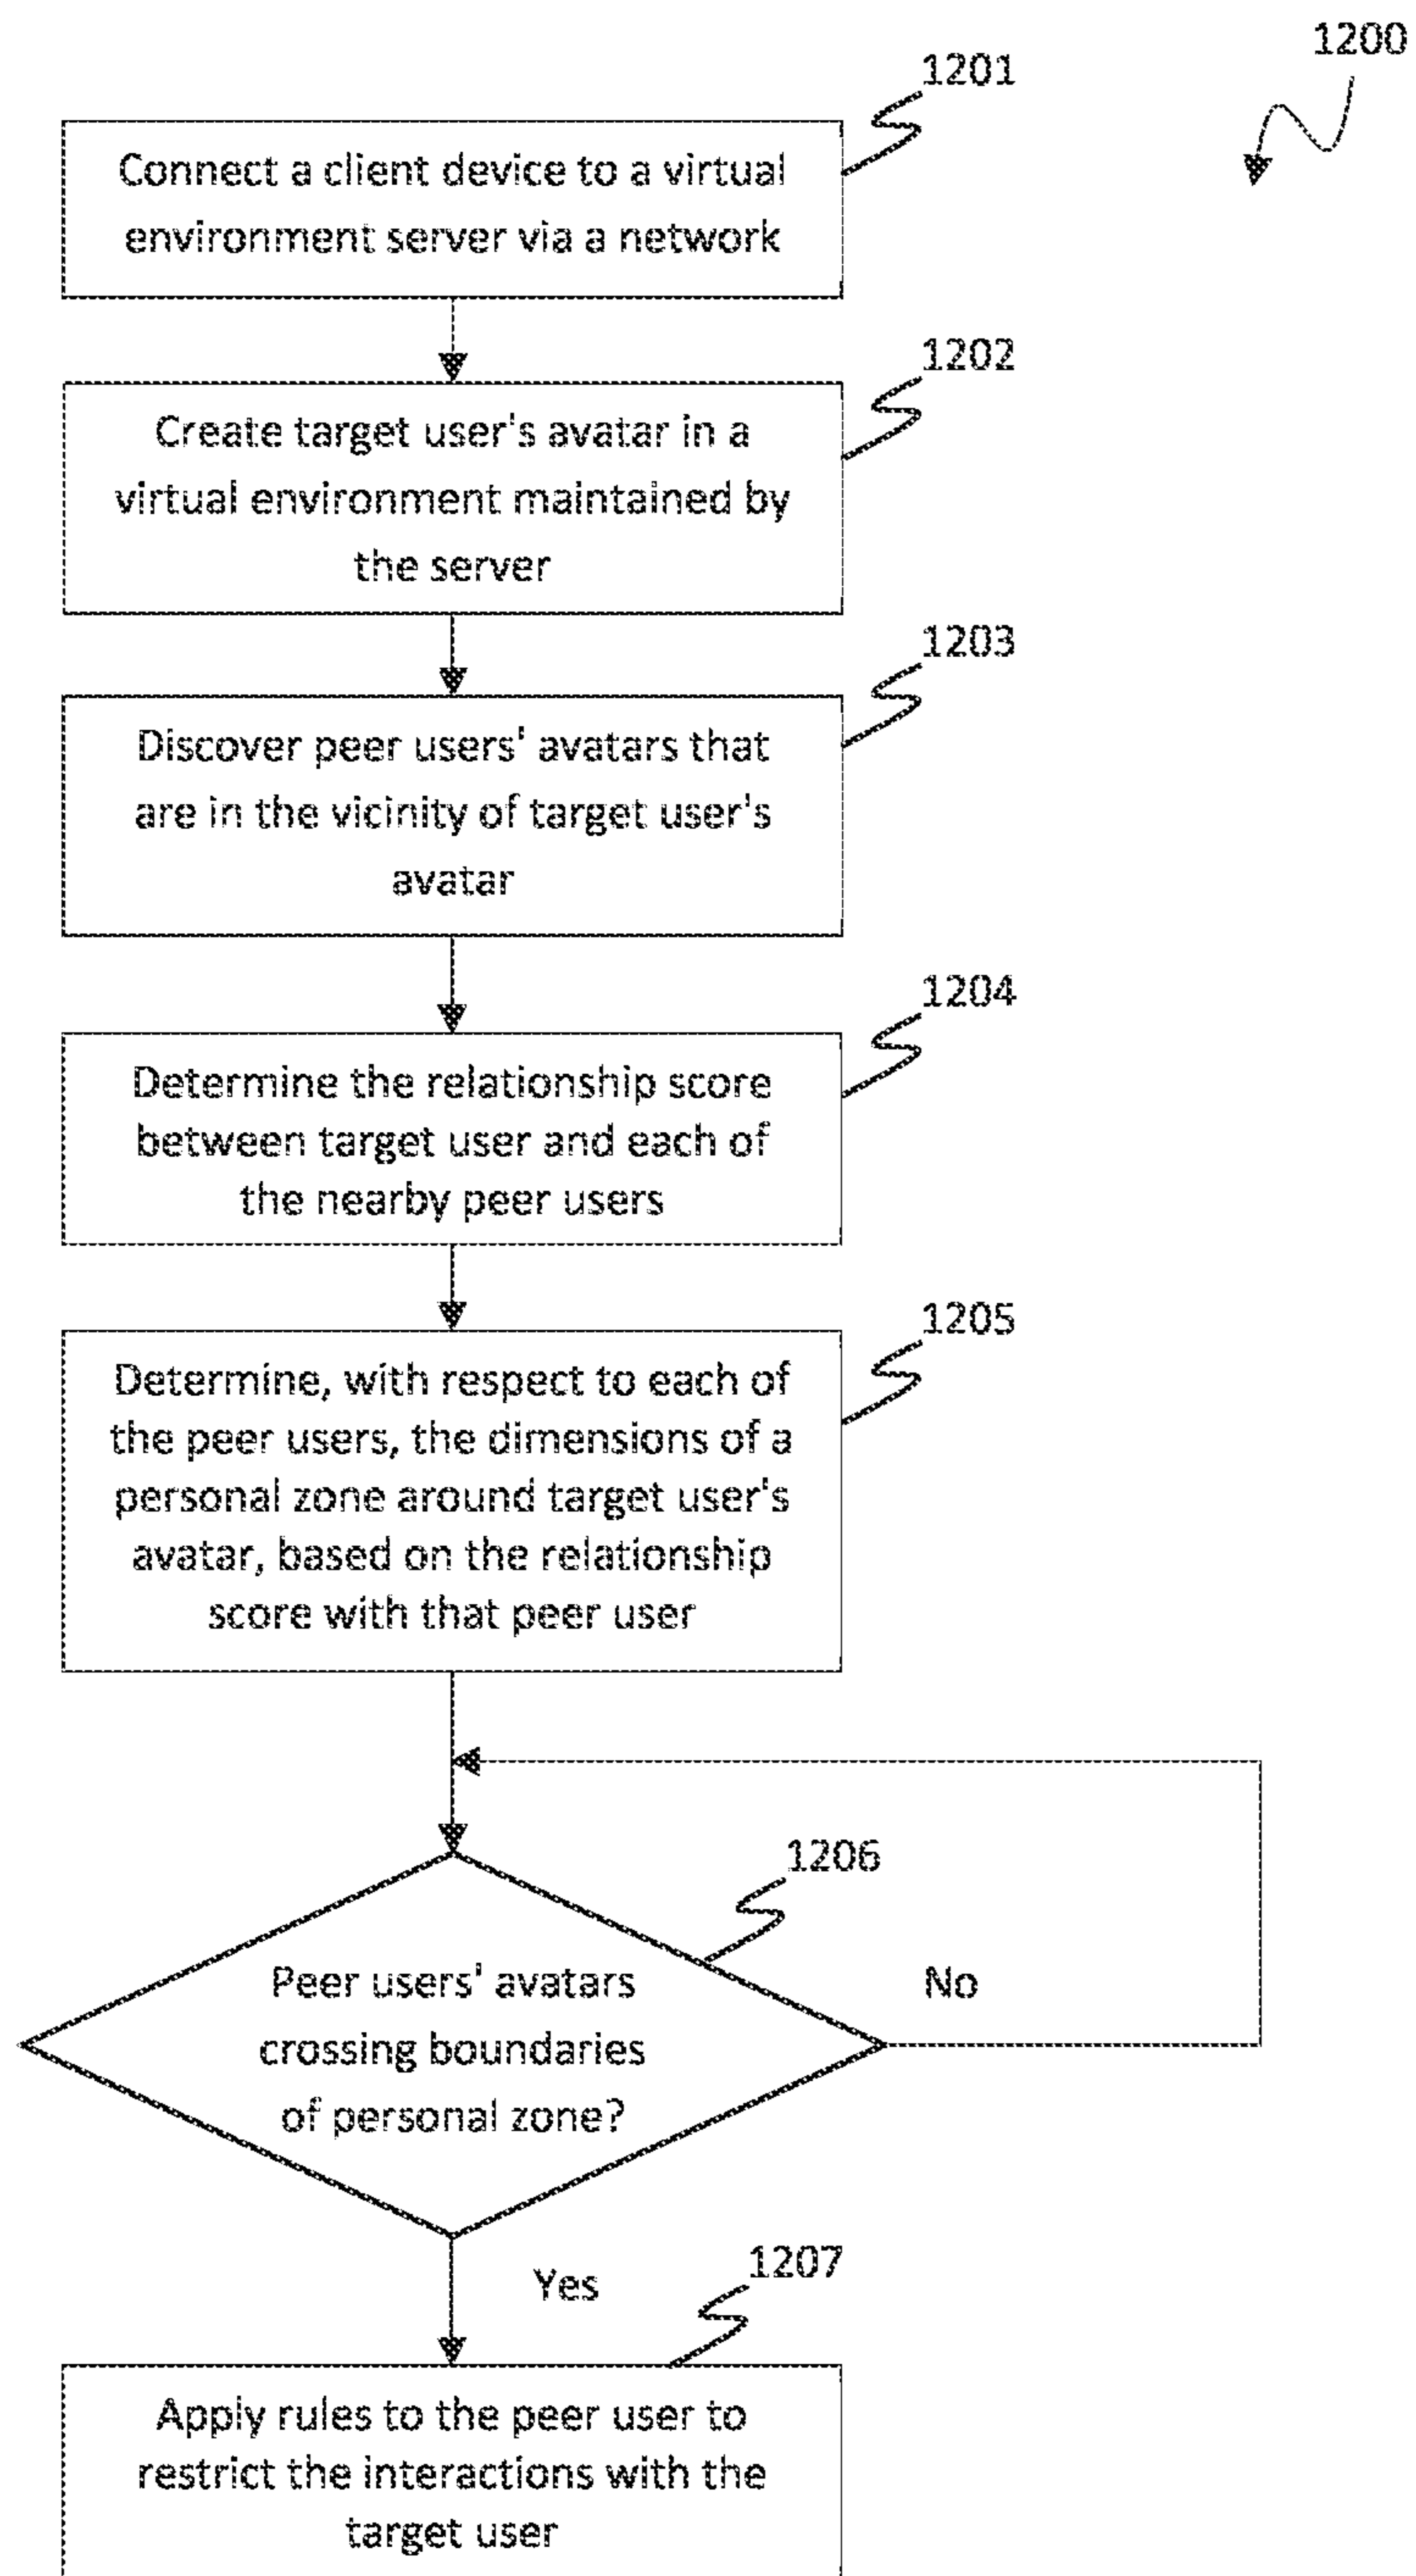 1200
1201
Connect a client device to a virtual
environment server via a network
1202
Create target user's avatar in a
virtual environment maintained by
the server
1203
Discover peer users' avatars that
are in the vicinity of target user's
avatar
1204
Determine the relationship score
between target user and each of
the nearby peer users
1205
Determine, with respect to each of
the peer users, the dimensions of a
personal zone around target user's
avatar, based on the relationship
score with that peer user
1206
Peer users' avatars
crossing boundaries
of personal zone?
No
Yes
1207
Apply rules to the peer user to
restrict the interactions with the
target user